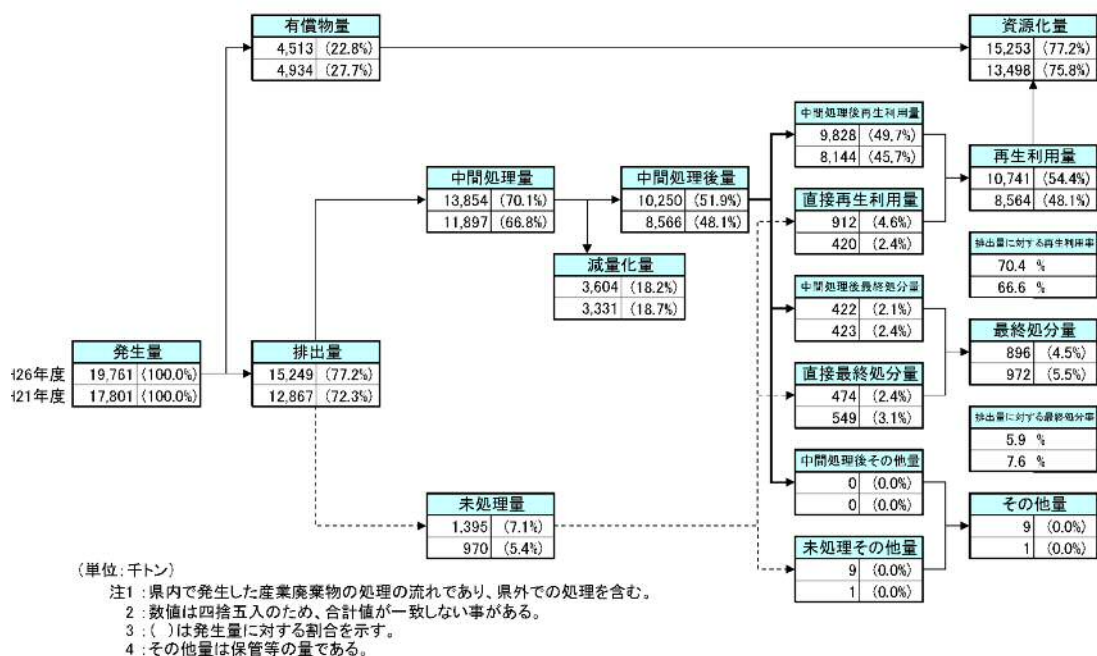 有償物量
4,513 (22.8%)
4,934 (27.7%)
資源化量
15,253 (77.2%)
13,498 (75.8%)
中間処理後再生利用量
9,828 (49.7%)
8,144 (45.7%)
再生利用量
10,741 (54.4%)
8,564 (48.1%)
中間処理量
13,854 (70.1%)
11,897 (66.8%)
中間処理後量
10,250 (51.9%)
8,566 (48.1%)
直接再生利用量
912 (4.6%)
420 (2.4%)
排出量に対する再生利用率
70.4 %
66.6 %
減量化量
3,604 (18.2%)
3,331 (18.7%)
中間処理後最終処分量
422 (2.1%)
423 (2.4%)
最終処分量
896 (4.5%)
972 (5.5%)
発生量
H26年度 19,761 (100.0%)
H21年度 17,801 (100.0%)
排出量
15,249 (77.2%)
12,867 (72.3%)
直接最終処分量
474 (2.4%)
549 (3.1%)
排出量に対する最終処分率
5.9 %
7.6 %
中間処理後その他量
0 (0.0%)
0 (0.0%)
未処理量
1,395 (7.1%)
970 (5.4%)
その他量
9 (0.0%)
1 (0.0%)
未処理その他量
9 (0.0%)
1 (0.0%)
(単位:千トン)
注1:県内で発生した産業廃棄物の処理の流れであり、県外での処理を含む。
2:数値は四捨五入のため、合計値が一致しない事がある。
3:( )は発生量に対する割合を示す。
4:その他量は保管等の量である。